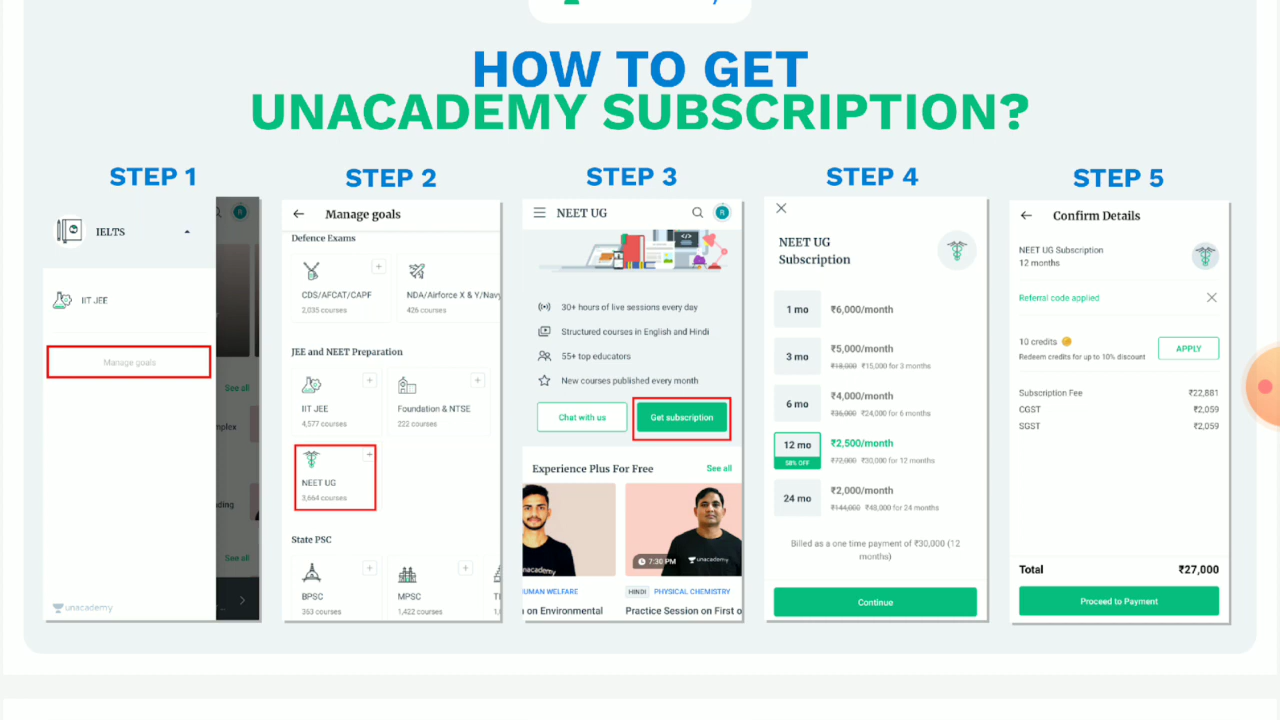 HOW TO GET
UNACADEMY SUBSCRIPTION?
STEP 1
IELTS
IIT JEE
Manage goals
See all
mplex
ding
See all
unacademy
STEP 2
Manage goals
Defence Exams
CDS/AFCAT/CAPF
2,035 courses
NDA/Airforce X & Y/Navy
426 courses
JEE and NEET Preparation
IIT JEE
4,577 courses
Foundation & NTSE
222 courses
NEET UG
3,664 courses
State PSC
BPSC
363 courses
MPSC
1,422 courses
STEP 3
NEET UG
R
30+ hours of live sessions every day
Structured courses in English and Hindi
55+ top educators
New courses published every month
Chat with us
Get subscription
Experience Plus For Free
See all
7:30 PM
unacademy
nacademy
UMAN WELFARE
n on Environmental
HINDI PHYSICAL CHEMISTRY
Practice Session on First o
STEP 4
NEET UG
Subscription
1 mo ₹6,000/month
3 mo ₹5,000/month
₹18,000 ₹15,000 for 3 months
6 mo ₹4,000/month
₹36,000 ₹24,000 for 6 months
12 mo ₹2,500/month
58% OFF ₹72,000 ₹30,000 for 12 months
24 mo ₹2,000/month
₹144,000 ₹48,000 for 24 months
Billed as a one time payment of ₹30,000 (12
months)
Continue
STEP 5
Confirm Details
NEET UG Subscription
12 months
Referral code applied
10 credits
Redeem credits for up to 10% discount
APPLY
Subscription Fee ₹22,881
CGST ₹2,059
SGST ₹2,059
Total ₹27,000
Proceed to Payment